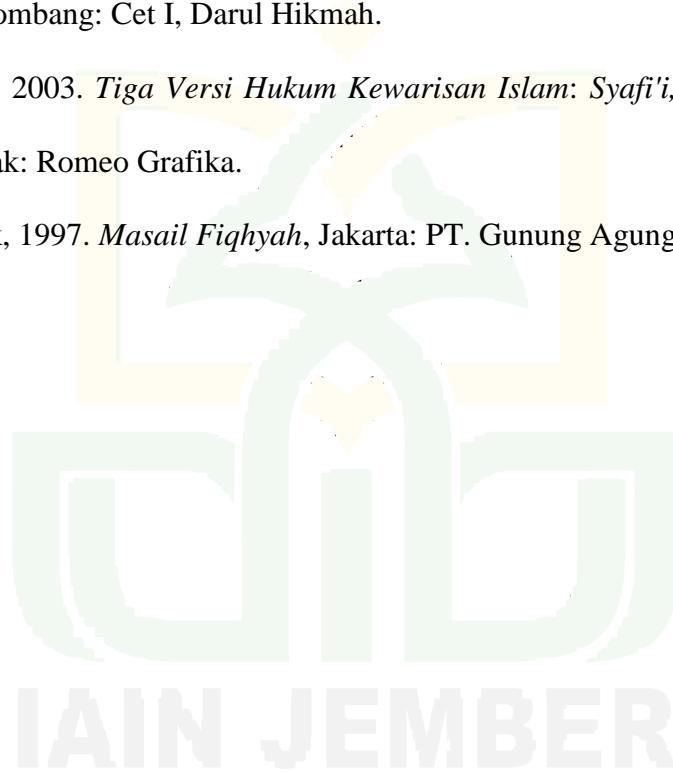 ombang: Cet I, Darul Hikmah.
2003. Tiga Versi Hukum Kewarisan Islam: Syafi'i,
ak: Romeo Grafika.
, 1997. Masail Fiqhyah, Jakarta: PT. Gunung Agung
IAIN JEMBER